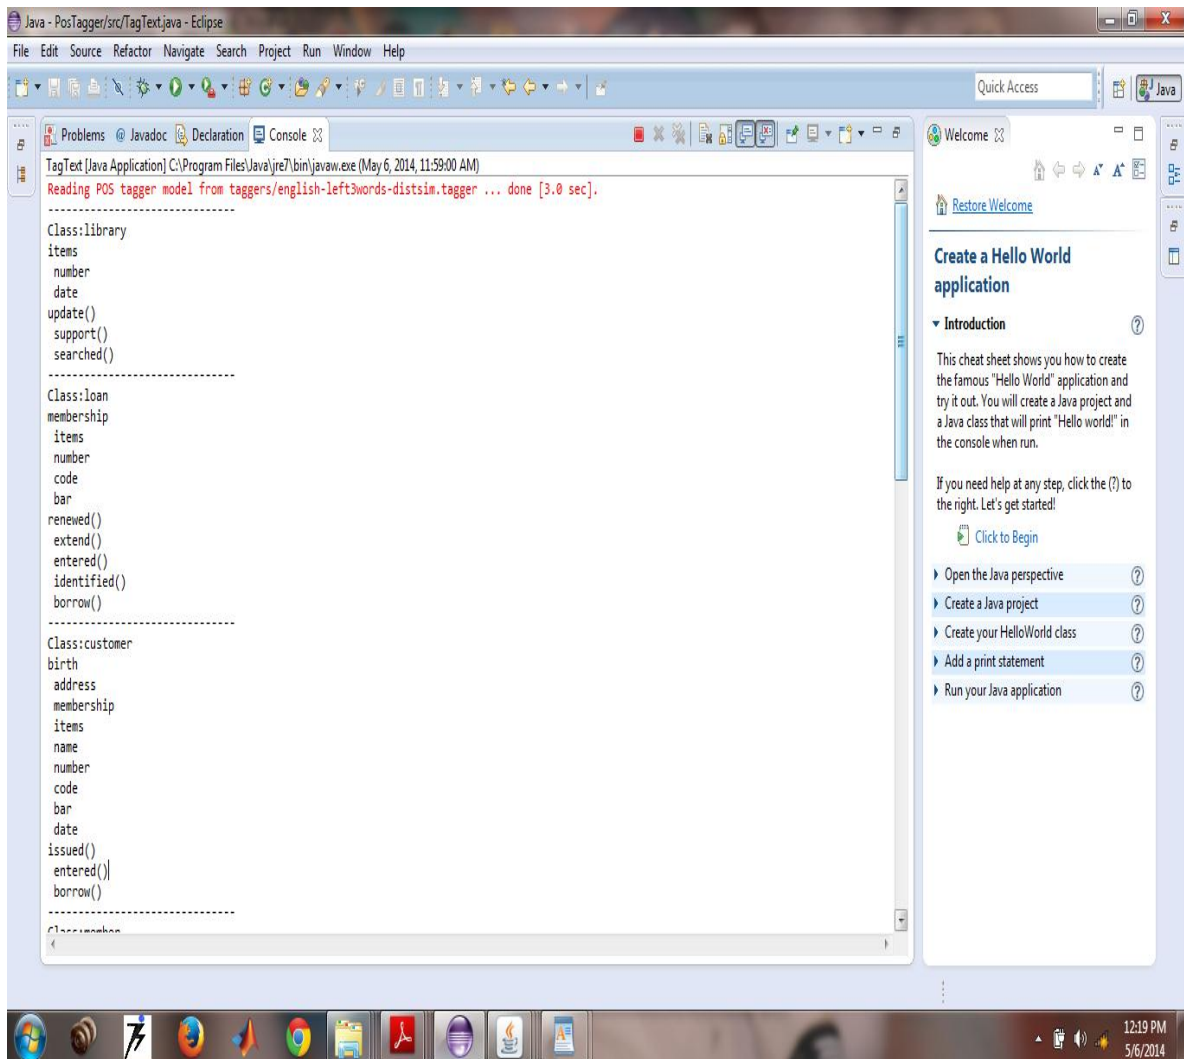 Java - PosTagger/src/TagText.java - Eclipse
File Edit Source Refactor Navigate Search Project Run Window Help
Quick Access
Java
Problems @ Javadoc Declaration Console
TagText [Java Application] C:\Program Files\Java\jre7\bin\javaw.exe (May 6, 2014, 11:59:00 AM)
Reading POS tagger model from taggers/english-left3words-distsim.tagger ... done [3.0 sec].
-------------------------------
Class:library
items
number
date
update()
support()
searched()
-------------------------------
Class:loan
membership
items
number
code
bar
renewed()
extend()
entered()
identified()
borrow()
-------------------------------
Class:customer
birth
address
membership
items
name
number
code
bar
date
issued()
entered()
borrow()
-------------------------------
Class:member
Welcome
Restore Welcome
Create a Hello World
application
Introduction
This cheat sheet shows you how to create
the famous "Hello World" application and
try it out. You will create a Java project and
a Java class that will print "Hello world!" in
the console when run.
If you need help at any step, click the (?) to
the right. Let's get started!
Click to Begin
Open the Java perspective
Create a Java project
Create your HelloWorld class
Add a print statement
Run your Java application
12:19 PM
5/6/2014